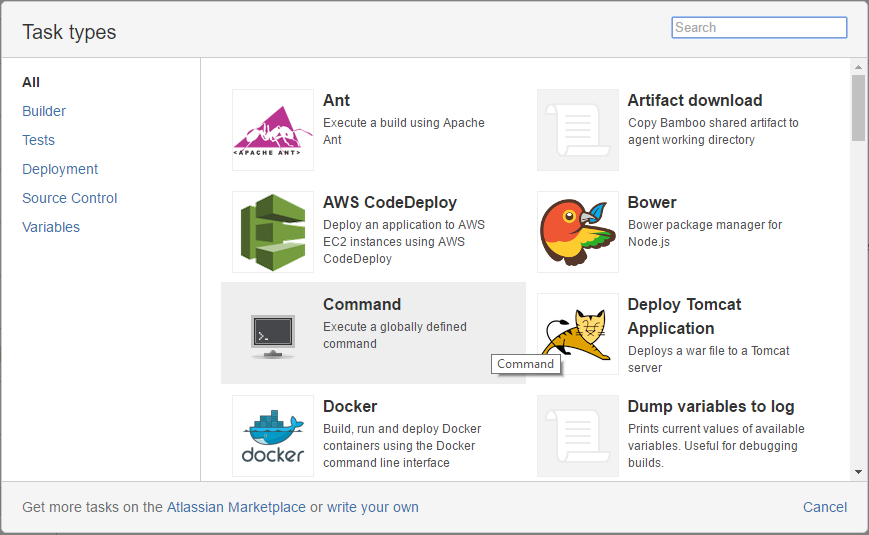 Task types
Search
All
Builder
Tests
Deployment
Source Control
Variables
<APACHE ANT>
Ant
Execute a build using Apache
Ant
Artifact download
Copy Bamboo shared artifact to
agent working directory
AWS CodeDeploy
Deploy an application to AWS
EC2 instances using AWS
CodeDeploy
Bower
Bower package manager for
Node.js
>_
Command
Execute a globally defined
command
Command
Deploy Tomcat
Application
Deploys a war file to a Tomcat
server
docker
Docker
Build, run and deploy Docker
containers using the Docker
command line interface
Dump variables to log
Prints current values of available
variables. Useful for debugging
builds.
Get more tasks on the Atlassian Marketplace or write your own
Cancel